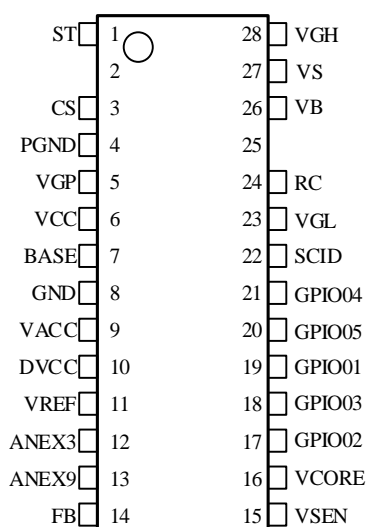 ST 1 28 VGH
2 27 VS
CS 3 26 VB
PGND 4 25
VGP 5 24 RC
VCC 6 23 VGL
BASE 7 22 SCID
GND 8 21 GPIO04
VACC 9 20 GPIO05
DVCC 10 19 GPIO01
VREF 11 18 GPIO03
ANEX3 12 17 GPIO02
ANEX9 13 16 VCORE
FB 14 15 VSEN